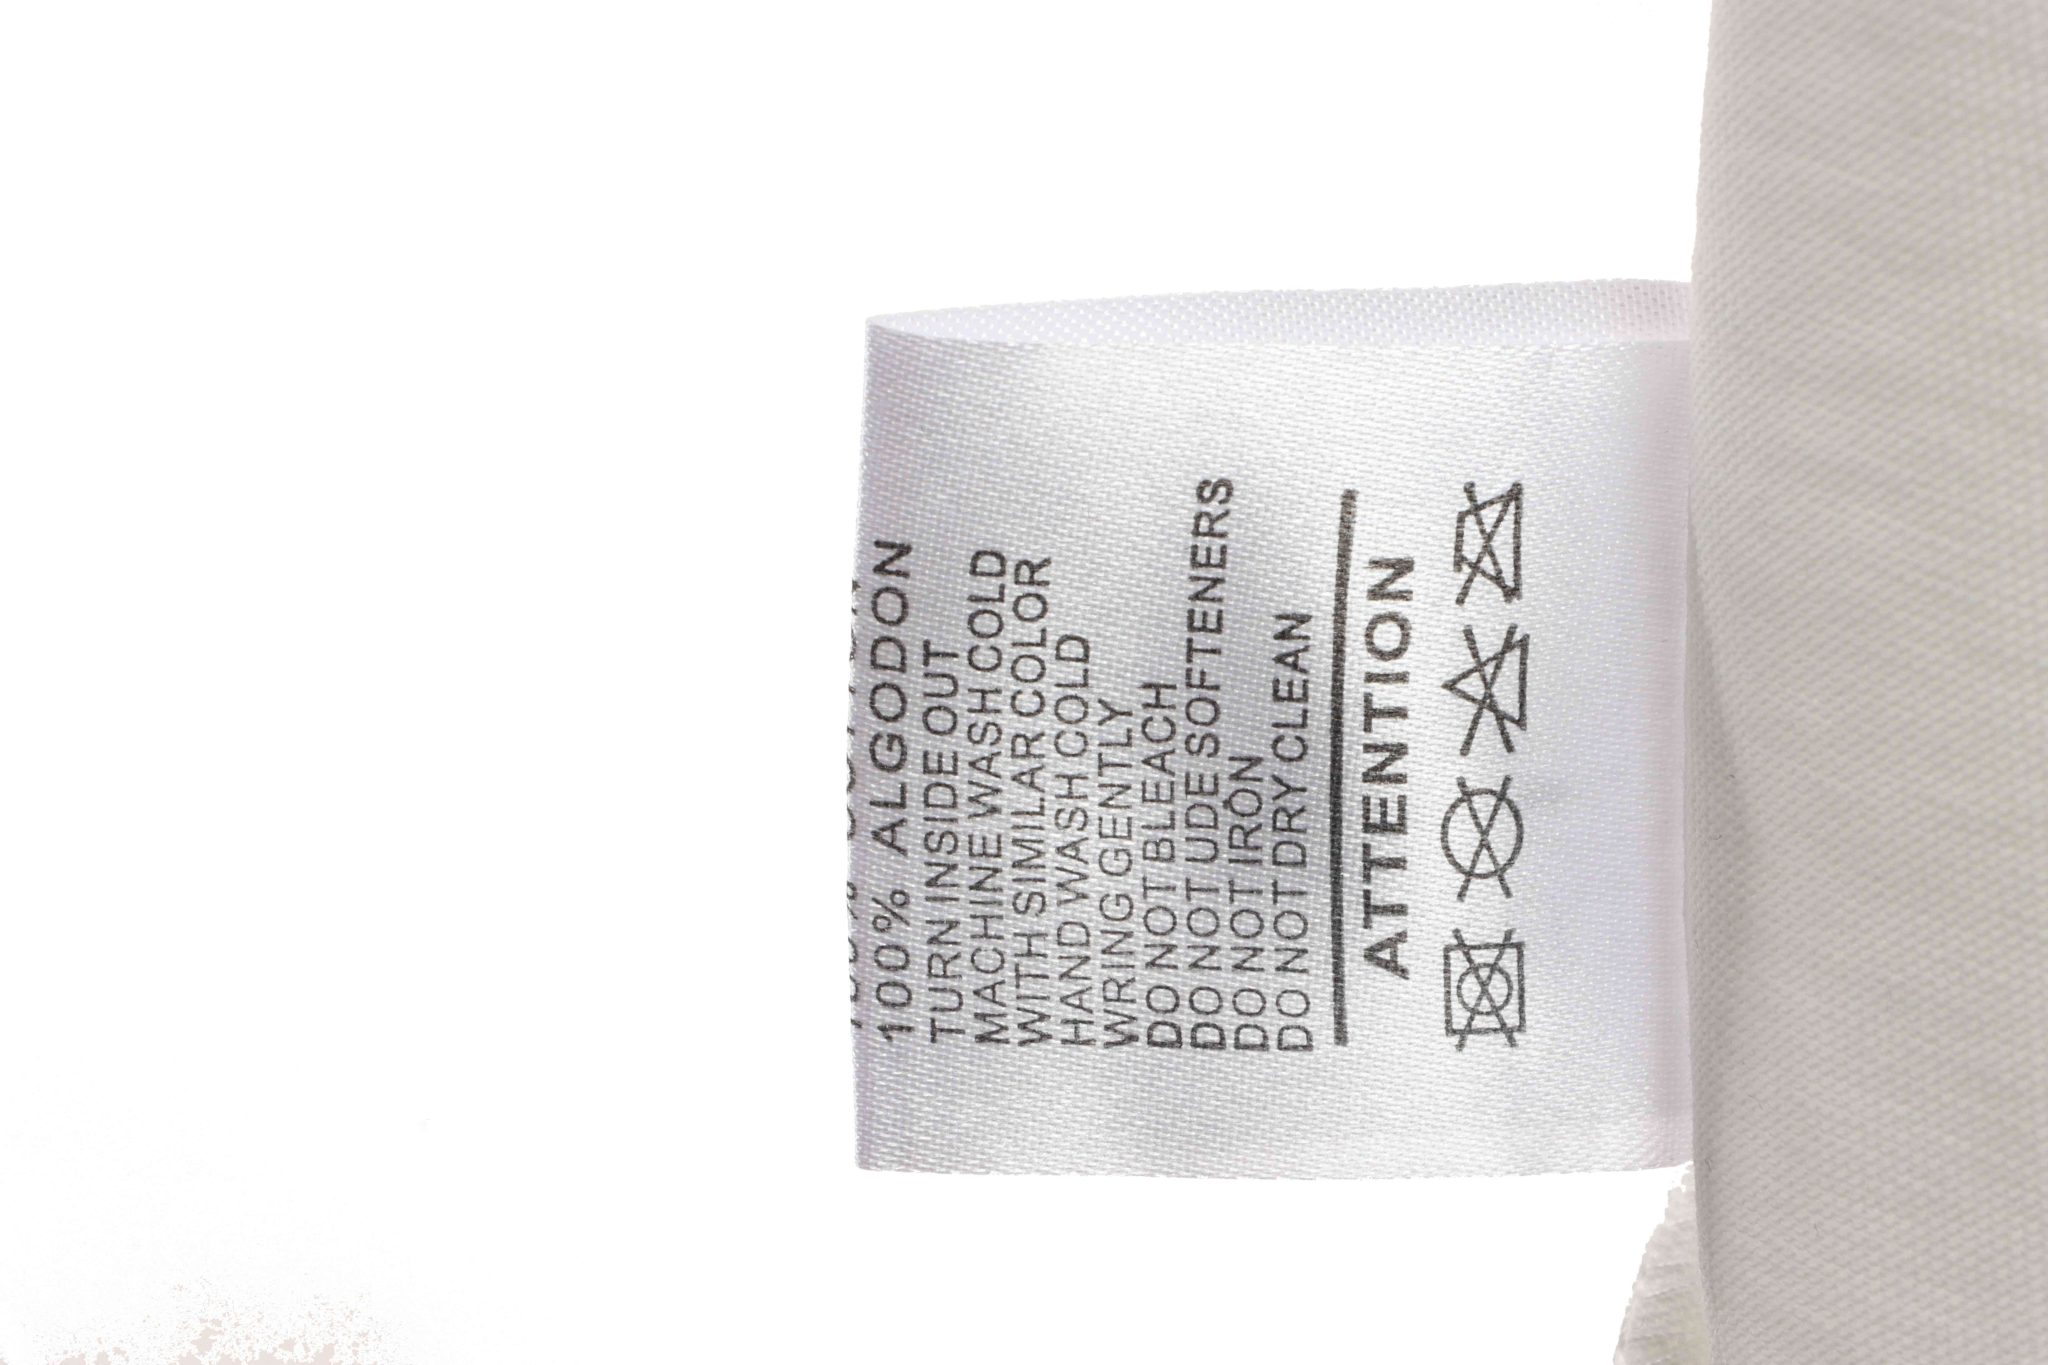 100% ALGODON
TURN INSIDE OUT
MACHINE WASH COLD
WITH SIMILAR COLOR
HAND WASH COLD
WRING GENTLY
DO NOT BLEACH
DO NOT UDE SOFTENERS
DO NOT IRON
DO NOT DRY CLEAN
ATTENTION